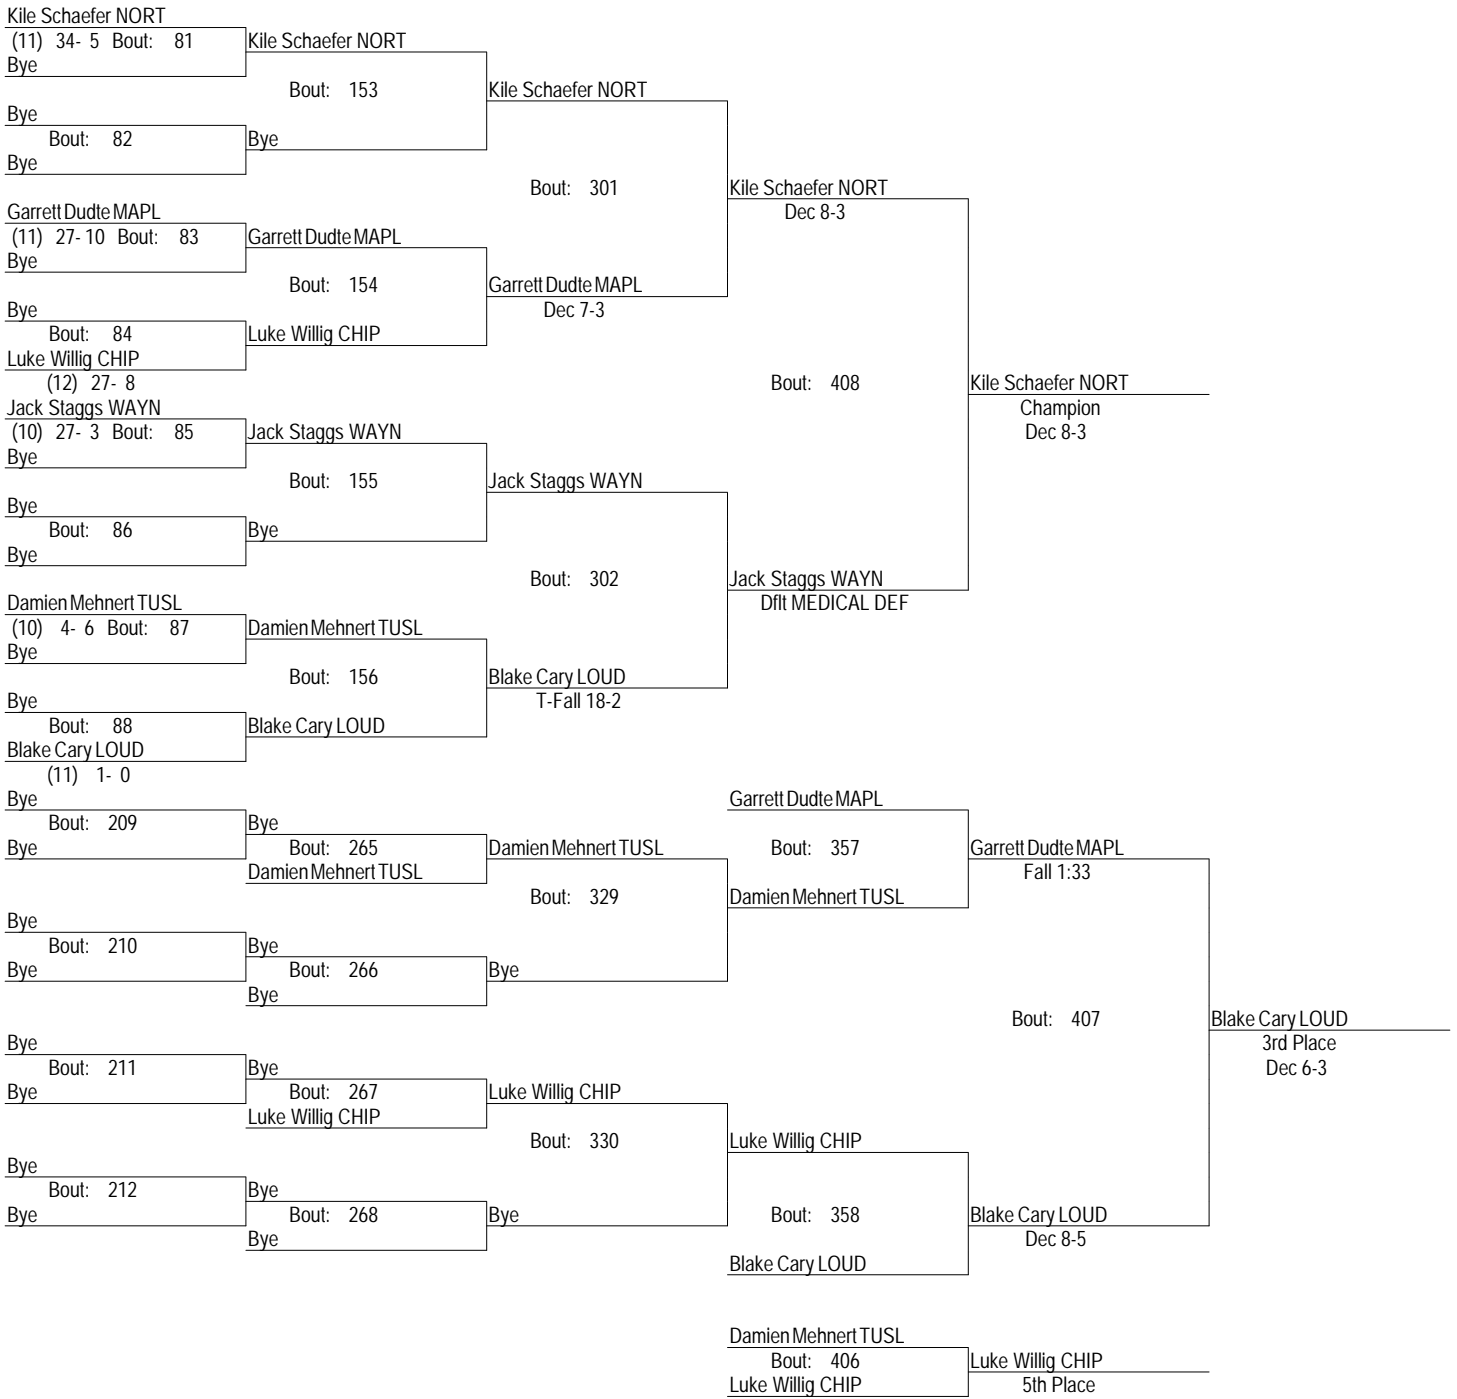 Kile Schaefer NORT
(11) 34- 5 Bout: 81 Kile Schaefer NORT
Bye
Bout: 153 Kile Schaefer NORT
Bye
Bout: 82 Bye
Bye
Bout: 301 Kile Schaefer NORT
Garrett Dudte MAPL Dec 8-3
(11) 27- 10 Bout: 83 Garrett Dudte MAPL
Bye
Bout: 154 Garrett Dudte MAPL
Bye Dec 7-3
Bout: 84 Luke Willig CHIP
Luke Willig CHIP
(12) 27- 8 Bout: 408 Kile Schaefer NORT
Jack Staggs WAYN Champion
(10) 27- 3 Bout: 85 Jack Staggs WAYN Dec 8-3
Bye
Bout: 155 Jack Staggs WAYN
Bye
Bout: 86 Bye
Bye
Bout: 302 Jack Staggs WAYN
Damien Mehnert TUSL Dflt MEDICAL DEF
(10) 4- 6 Bout: 87 Damien Mehnert TUSL
Bye
Bout: 156 Blake Cary LOUD
Bye T-Fall 18-2
Bout: 88 Blake Cary LOUD
Blake Cary LOUD
(11) 1- 0
Bye Garrett Dudte MAPL
Bout: 209 Bye
Bye Bout: 265 Damien Mehnert TUSL Bout: 357 Garrett Dudte MAPL
Damien Mehnert TUSL Fall 1:33
Bout: 329 Damien Mehnert TUSL
Bye
Bout: 210 Bye
Bye Bout: 266 Bye
Bye
Bout: 407 Blake Cary LOUD
Bye 3rd Place
Bout: 211 Bye Dec 6-3
Bye Bout: 267 Luke Willig CHIP
Luke Willig CHIP
Bout: 330 Luke Willig CHIP
Bye
Bout: 212 Bye
Bye Bout: 268 Bye Bout: 358 Blake Cary LOUD
Bye Dec 8-5
Blake Cary LOUD
Damien Mehnert TUSL
Bout: 406 Luke Willig CHIP
Luke Willig CHIP 5th Place